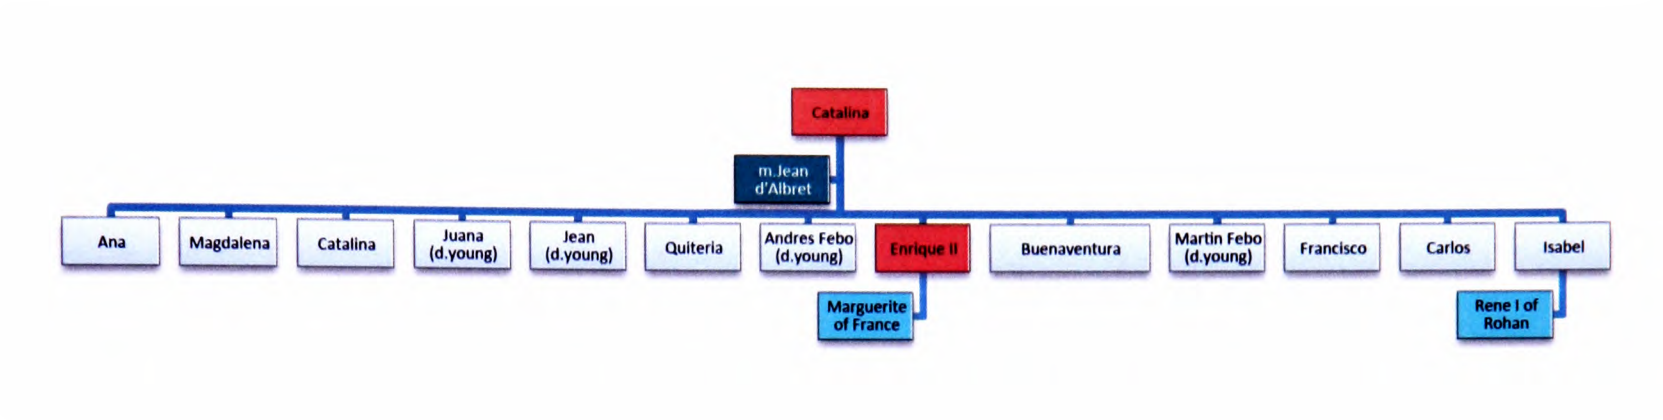 Catalina
m.Jean
d'Albret
Ana
Magdalena
Catalina
Juana
(d.young)
Jean
(d.young)
Quiteria
Andres Febo
(d.young)
Enrique II
Buenaventura
Martin Febo
(d.young)
Francisco
Carlos
Isabel
Marguerite
of France
Rene I of
Rohan